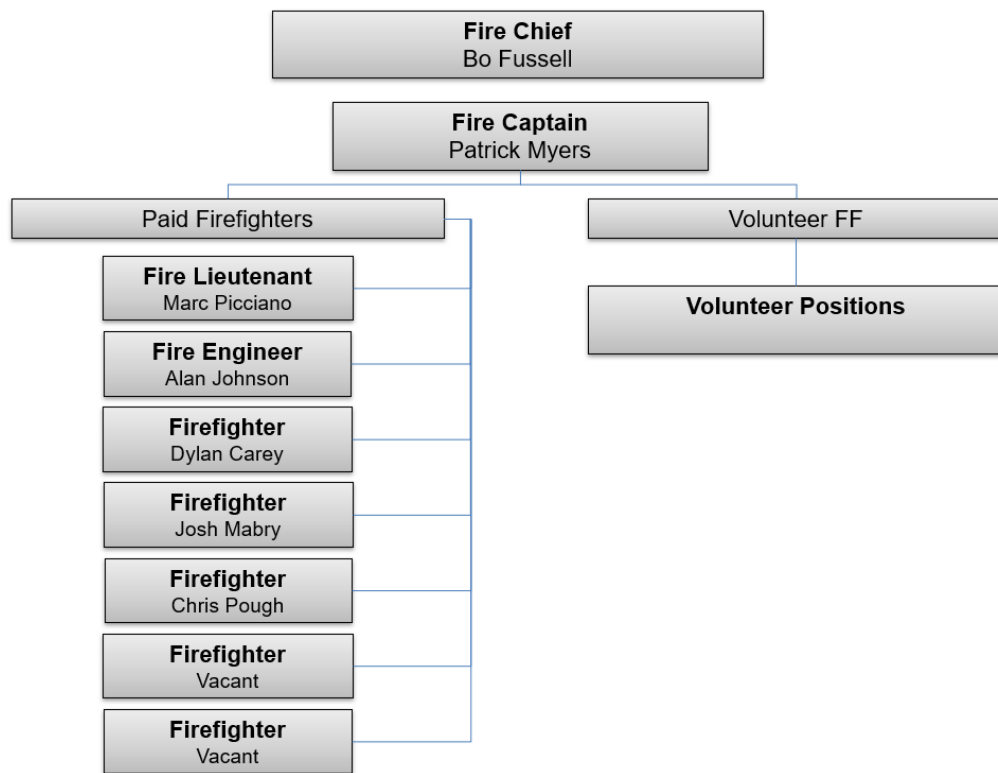 Fire Chief
Bo Fussell
Fire Captain
Patrick Myers
Paid Firefighters
Volunteer FF
Fire Lieutenant
Marc Picciano
Volunteer Positions
Fire Engineer
Alan Johnson
Firefighter
Dylan Carey
Firefighter
Josh Mabry
Firefighter
Chris Pough
Firefighter
Vacant
Firefighter
Vacant